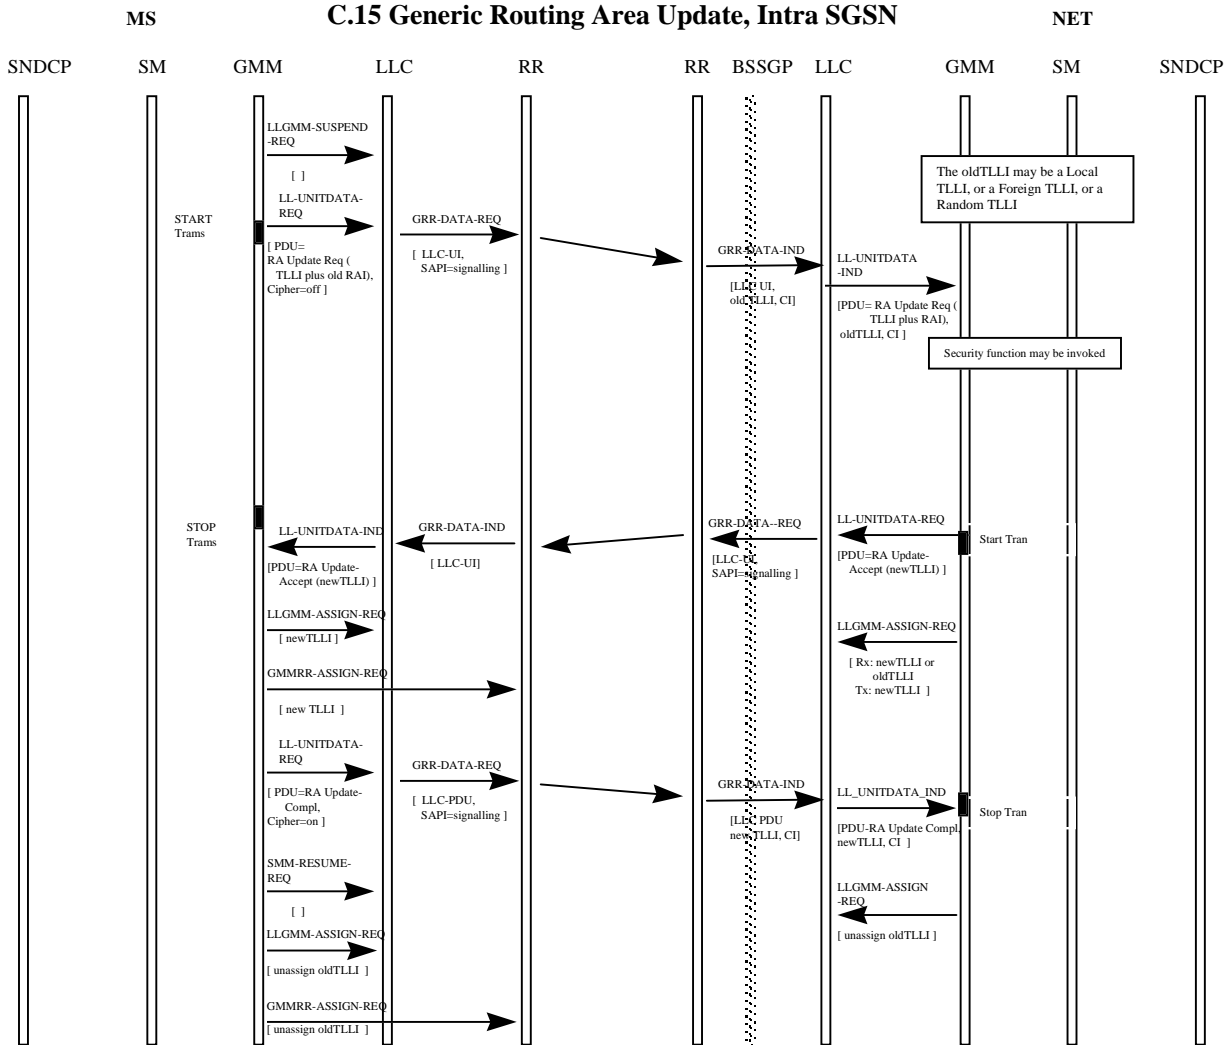 C.15 Generic Routing Area Update, Intra SGSN
MS
NET
SNDCP SM GMM LLC RR RR BSSGP LLC GMM SM SNDCP
LLGMM-SUSPEND
-REQ
[ ]
LL-UNITDATA-
REQ
START
Trams
[ PDU=
RA Update Req (
TLLI plus old RAI),
Cipher=off ]
GRR-DATA-REQ
[ LLC-UI,
SAPI=signalling ]
GRR-DATA-IND
[LLC UI,
old TLLI, CI]
LL-UNITDATA
-IND
[PDU= RA Update Req (
TLLI plus RAI),
oldTLLI, CI ]
The oldTLLI may be a Local
TLLI, or a Foreign TLLI, or a
Random TLLI
Security function may be invoked
STOP
Trams
LL-UNITDATA-IND
[PDU=RA Update-
Accept (newTLLI) ]
GRR-DATA-IND
[ LLC-UI]
GRR-DATA--REQ
[LLC-UI,
SAPI=signalling ]
LL-UNITDATA-REQ
[PDU=RA Update-
Accept (newTLLI) ]
Start Tran
LLGMM-ASSIGN-REQ
[ newTLLI ]
LLGMM-ASSIGN-REQ
[ Rx: newTLLI or
oldTLLI
Tx: newTLLI ]
GMMRR-ASSIGN-REQ
[ new TLLI ]
LL-UNITDATA-
REQ
[ PDU=RA Update-
Compl,
Cipher=on ]
GRR-DATA-REQ
[ LLC-PDU,
SAPI=signalling ]
GRR-DATA-IND
[LLC PDU
new TLLI, CI]
LL_UNITDATA_IND
[PDU-RA Update Compl,
newTLLI, CI ]
Stop Tran
SMM-RESUME-
REQ
[ ]
LLGMM-ASSIGN
-REQ
[ unassign oldTLLI ]
LLGMM-ASSIGN-REQ
[ unassign oldTLLI ]
GMMRR-ASSIGN-REQ
[ unassign oldTLLI ]